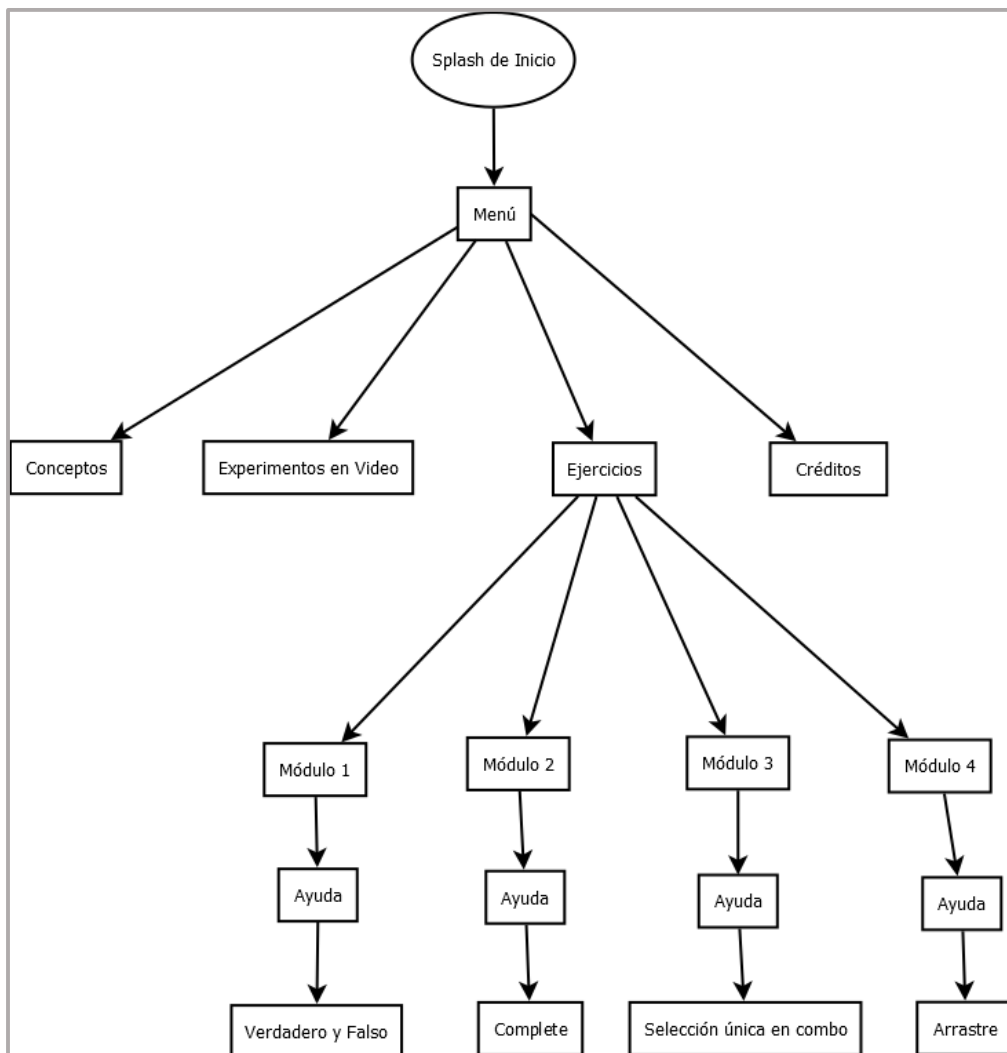 Splash de Inicio
Menú
Conceptos
Experimentos en Video
Ejercicios
Créditos
Módulo 1
Módulo 2
Módulo 3
Módulo 4
Ayuda
Ayuda
Ayuda
Ayuda
Verdadero y Falso
Complete
Selección única en combo
Arrastre